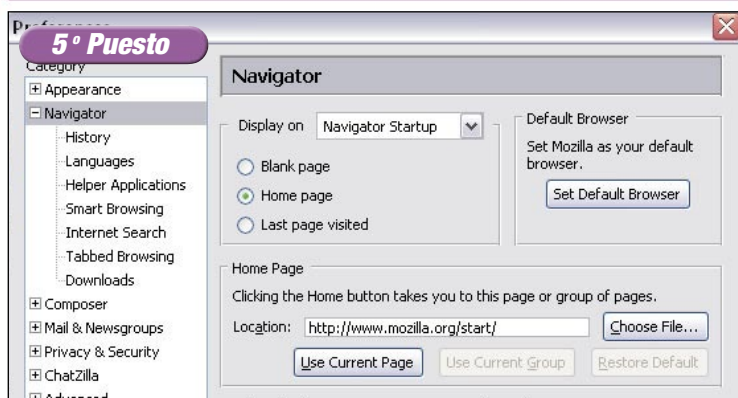 Preferences
5º Puesto
Category
Appearance
Navigator
History
Languages
Helper Applications
Smart Browsing
Internet Search
Tabbed Browsing
Downloads
Composer
Mail & Newsgroups
Privacy & Security
ChatZilla
Advanced
Navigator
Display on Navigator Startup
Blank page
Home page
Last page visited
Default Browser
Set Mozilla as your default
browser.
Set Default Browser
Home Page
Clicking the Home button takes you to this page or group of pages.
Location: http://www.mozilla.org/start/ Choose File...
Use Current Page Use Current Group Restore Default